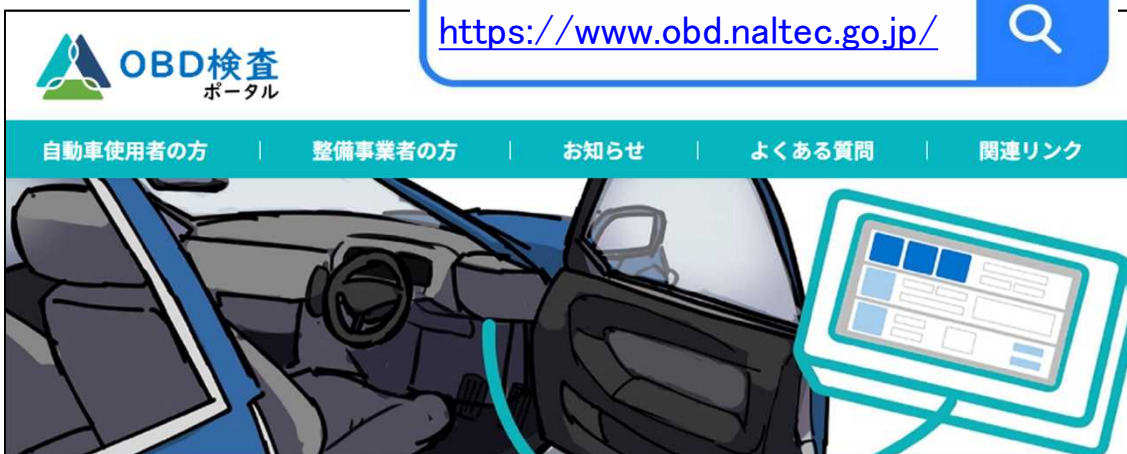 https://www.obd.naltec.go.jp/
OBD検査
ポータル
自動車使用者の方 | 整備事業者の方 | お知らせ | よくある質問 | 関連リンク